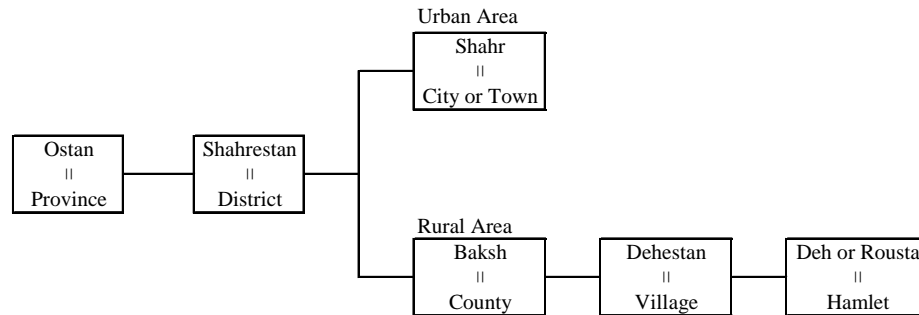 Urban Area
Shahr
=
City or Town
Ostan
=
Province
Shahrestan
=
District
Rural Area
Baksh
=
County
Dehestan
=
Village
Deh or Rousta
=
Hamlet